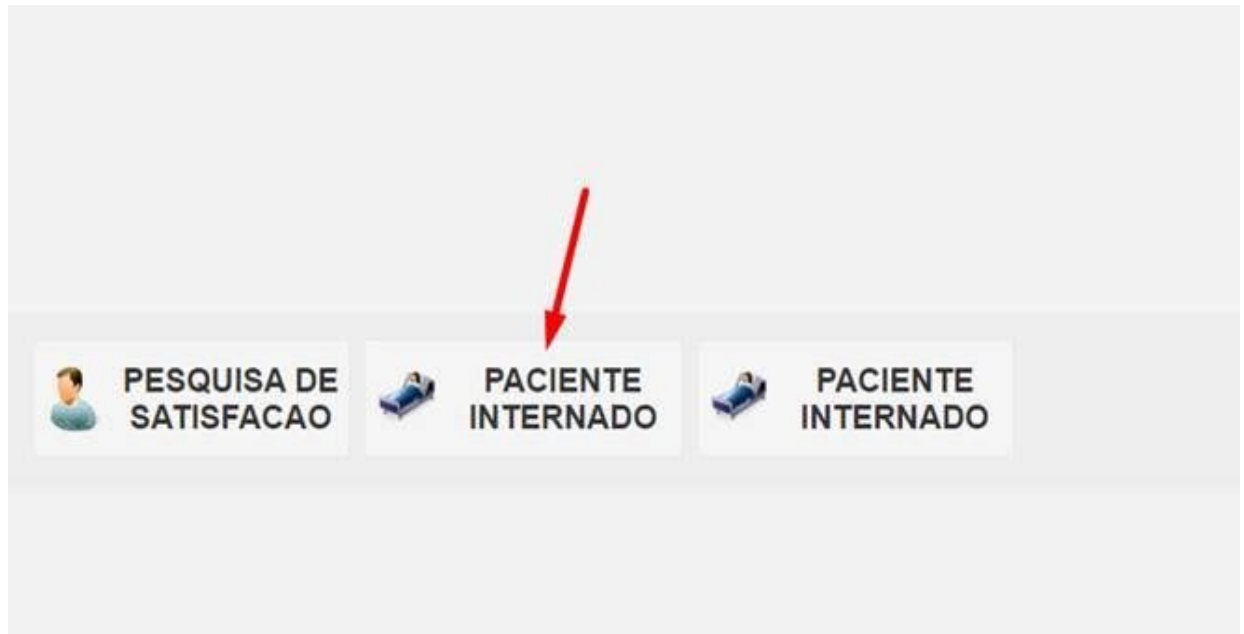 PESQUISA DE
SATISFACAO
PACIENTE
INTERNADO
PACIENTE
INTERNADO